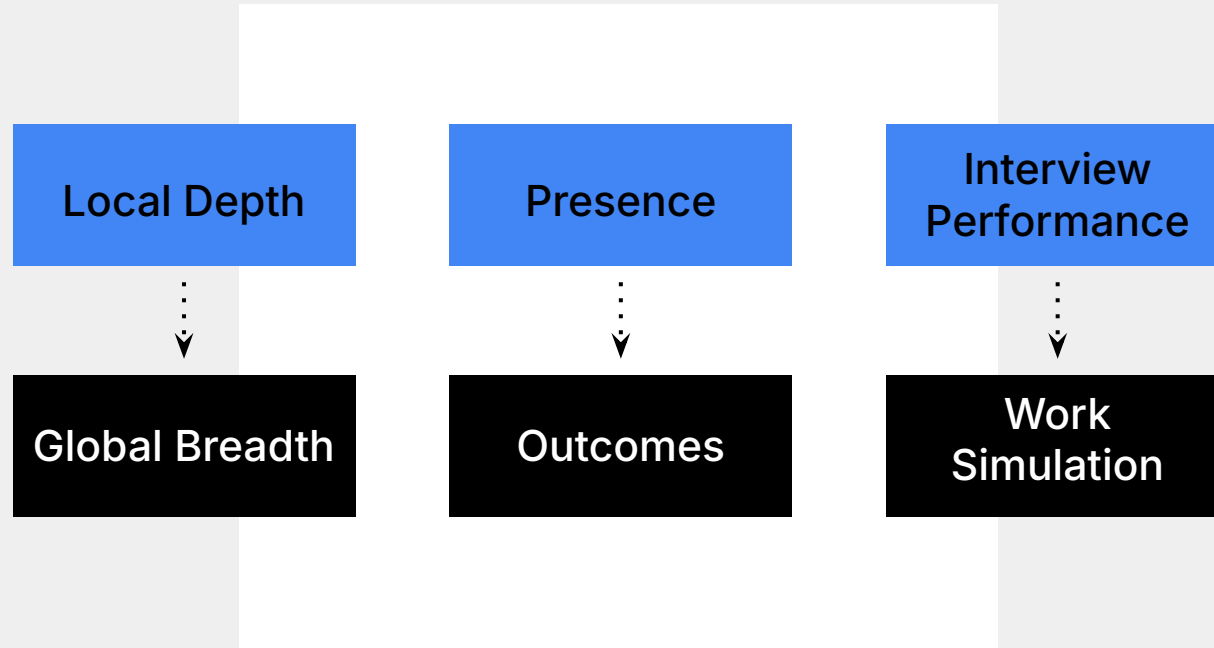 Local Depth
Presence
Interview
Performance
Global Breadth
Outcomes
Work
Simulation